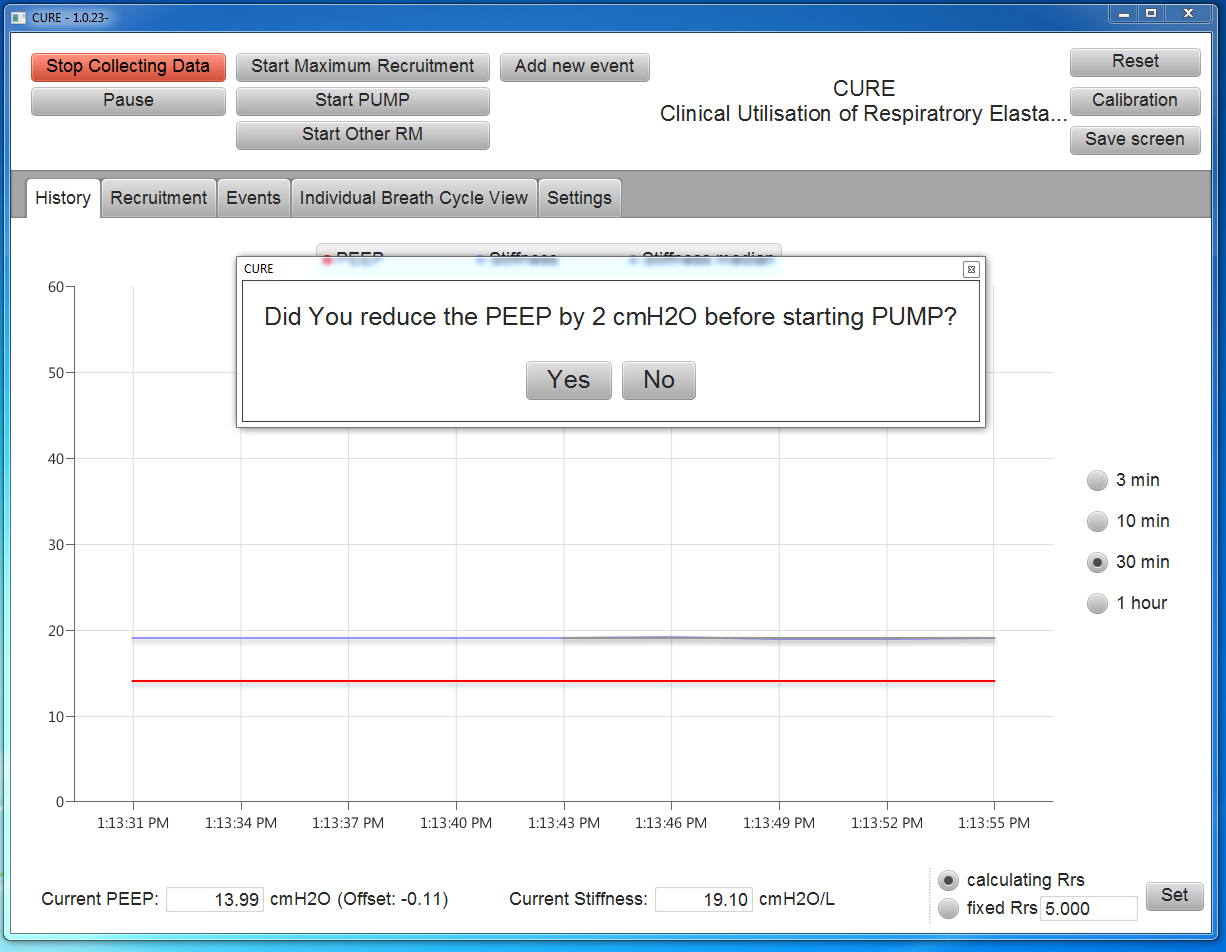 CURE - 1.0.23-
Stop Collecting Data
Start Maximum Recruitment
Add new event
Reset
Pause
Start PUMP
Calibration
Start Other RM
Save screen
CURE
Clinical Utilisation of Respiratrory Elasta...
History
Recruitment
Events
Individual Breath Cycle View
Settings
PEEP
Stiffness
Stiffness median
CURE
Did You reduce the PEEP by 2 cmH2O before starting PUMP?
Yes
No
60
50
40
30
20
10
0
1:13:31 PM
1:13:34 PM
1:13:37 PM
1:13:40 PM
1:13:43 PM
1:13:46 PM
1:13:49 PM
1:13:52 PM
1:13:55 PM
3 min
10 min
30 min
1 hour
Current PEEP: 13.99 cmH2O (Offset: -0.11)
Current Stiffness: 19.10 cmH2O/L
calculating Rrs
fixed Rrs 5.000
Set